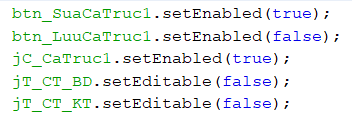 btn_SuaCaTruc1.setEnabled(true);
btn_LuuCaTruc1.setEnabled(false);
jC_CaTruc1.setEnabled(true);
jT_CT_BD.setEditable(false);
jT_CT_KT.setEditable(false);